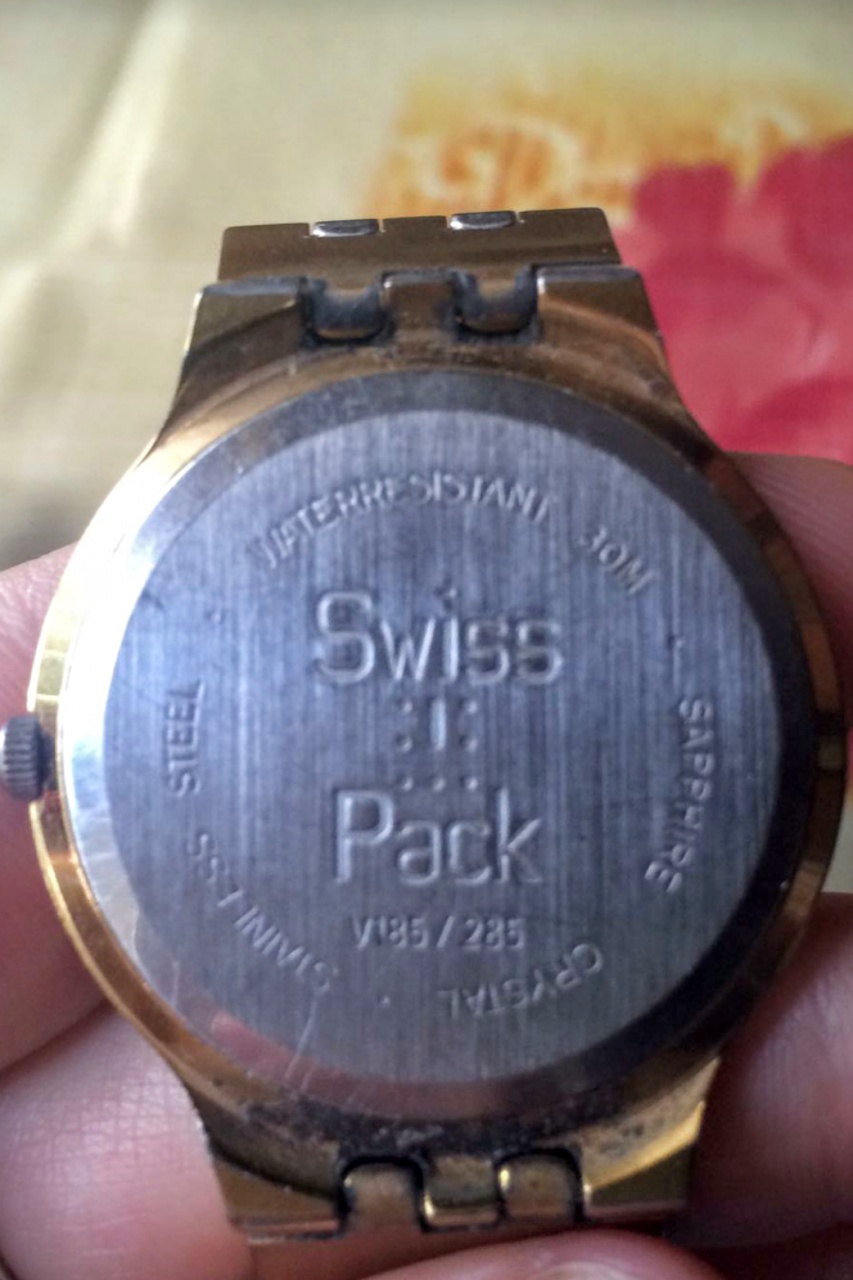 WATERRESISTANT 30M
SAPPHIRE
CRYSTAL
STAINLESS STEEL
Swiss
Pack
V185/285